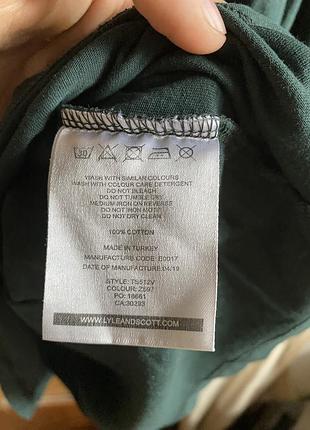 30
WASH WITH SIMILAR COLOURS
WASH WITH COLOUR CARE DETERGENT
DO NOT BLEACH
DO NOT TUMBLE DRY
MEDIUM IRON ON REVERSE
DO NOT IRON MOTIF
DO NOT DRY CLEAN
100% COTTON
MADE IN TURKEY
MANUFACTURE CODE: E0017
DATE OF MANUFACTURE: 04/19
STYLE: TS512V
COLOUR: Z597
PO: 18661
CA:30293
WWW.LYLEANDSCOTT.COM